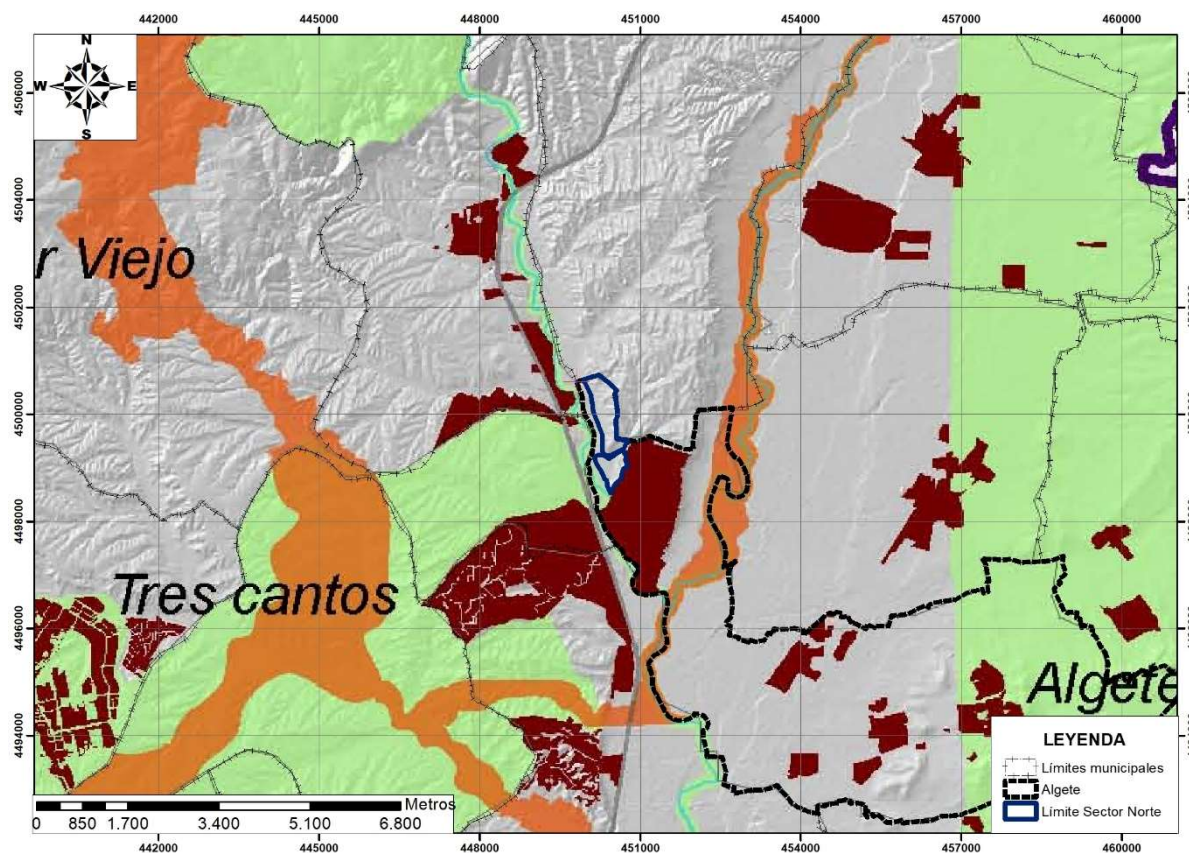 442000 445000 448000 451000 454000 457000 460000
N
W E
S
4506000
4504000
4502000
4500000
4498000
4496000
4494000
r Viejo
Tres cantos
Algete
LEYENDA
Límites municipales
Algete
Límite Sector Norte
Metros
0 850 1.700 3.400 5.100 6.800
442000 445000 448000 451000 454000 457000 460000